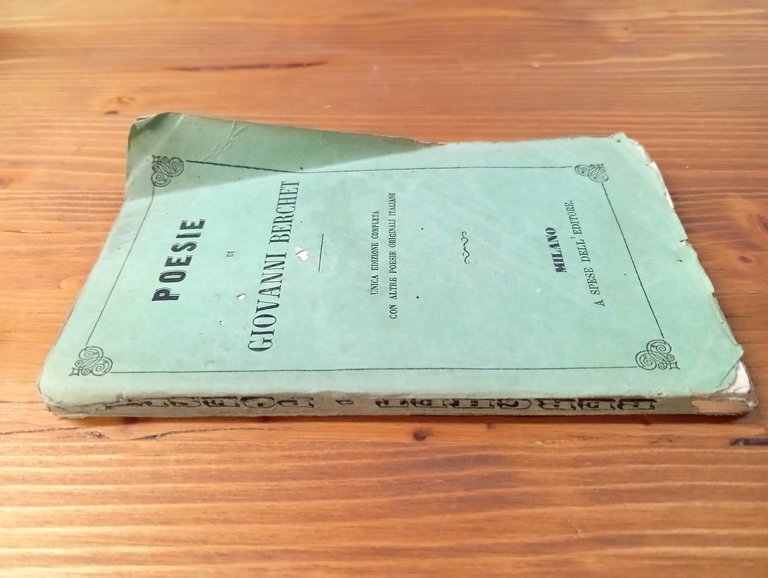 POESIE
DI
GIOVANNI BERCHET
UNICA EDIZIONE COMPLETA
CON ALTRE POESIE ORIGINALI ITALIANE
MILANO
A SPESE DELL'EDITORE.